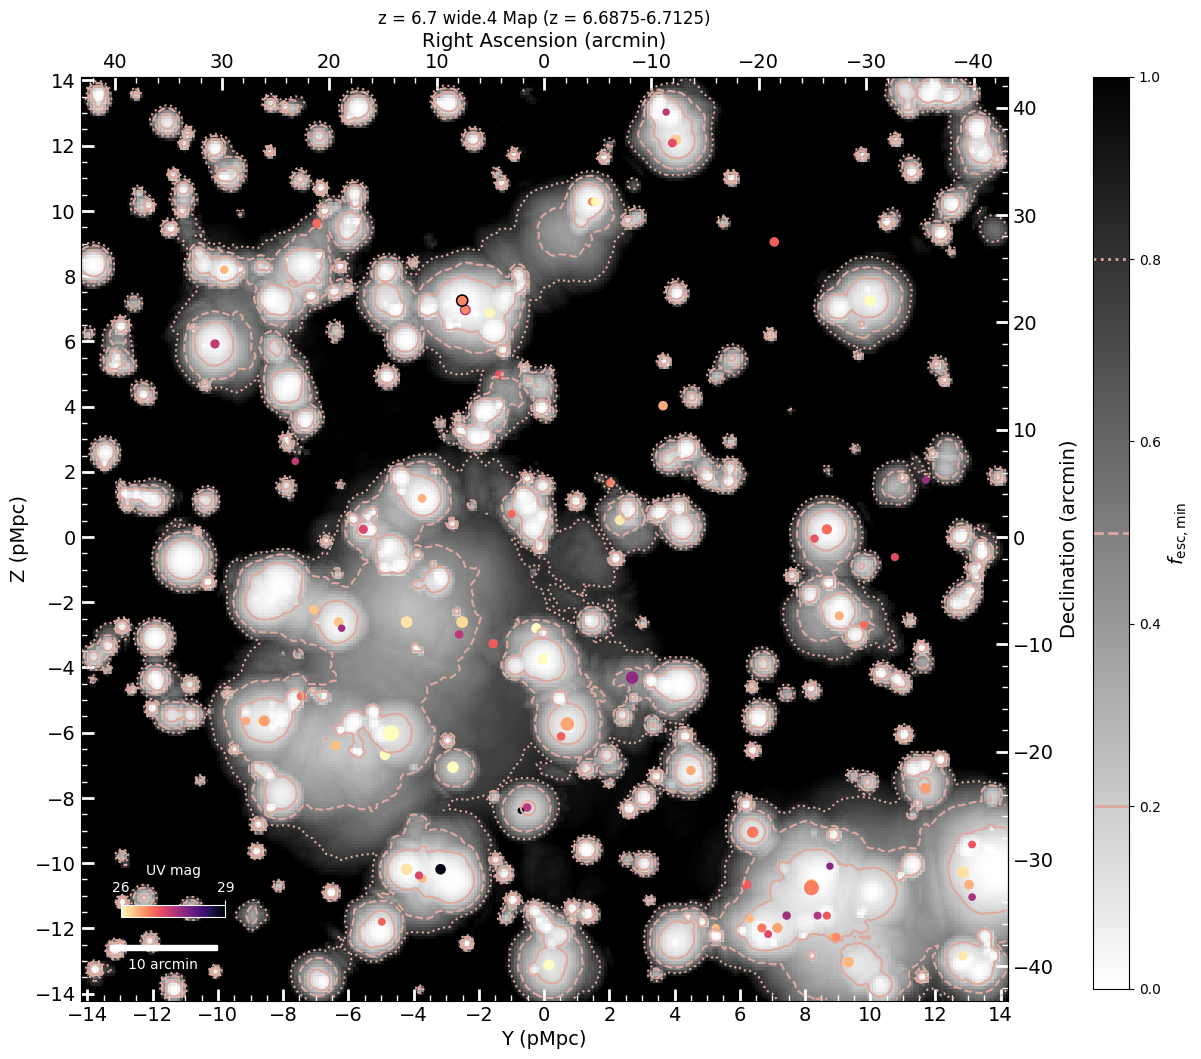 z = 6.7 wide.4 Map (z = 6.6875-6.7125)
Right Ascension (arcmin)
40 30 20 10 0 −10 −20 −30 −40
14 12 10 8 6 4 2 0 −2 −4 −6 −8 −10 −12 −14
Z (pMpc)
40 30 20 10 0 −10 −20 −30 −40
Declination (arcmin)
1.0 0.8 0.6 0.4 0.2 0.0
fesc,min
UV mag
26 29
10 arcmin
−14 −12 −10 −8 −6 −4 −2 0 2 4 6 8 10 12 14
Y (pMpc)